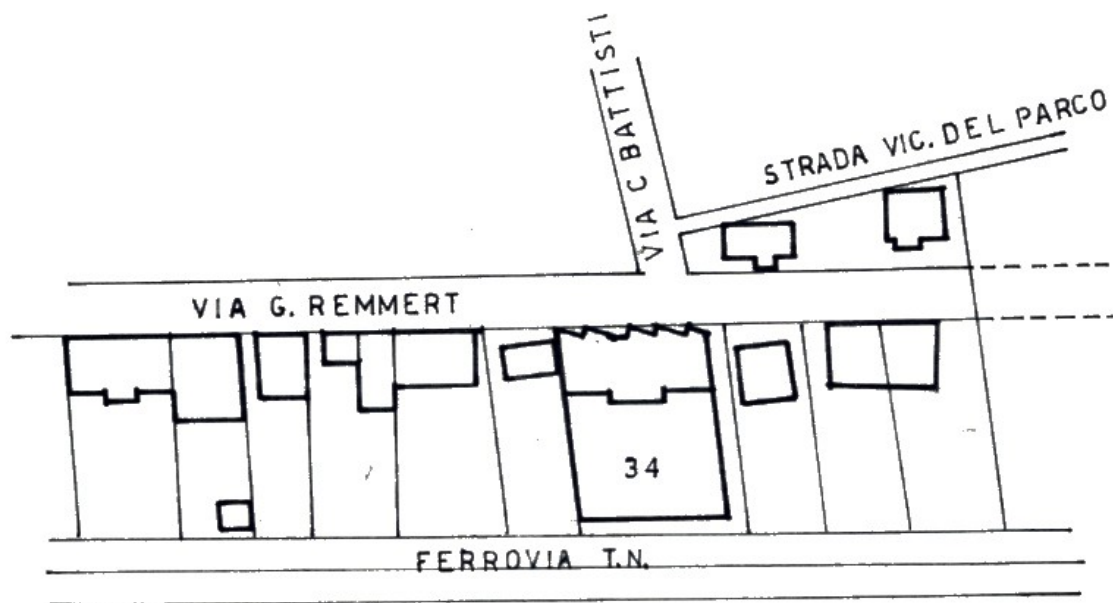 VIA C BATTISTI
STRADA VIC. DEL PARCO
VIA G. REMMERT
34
FERROVIA T.N.